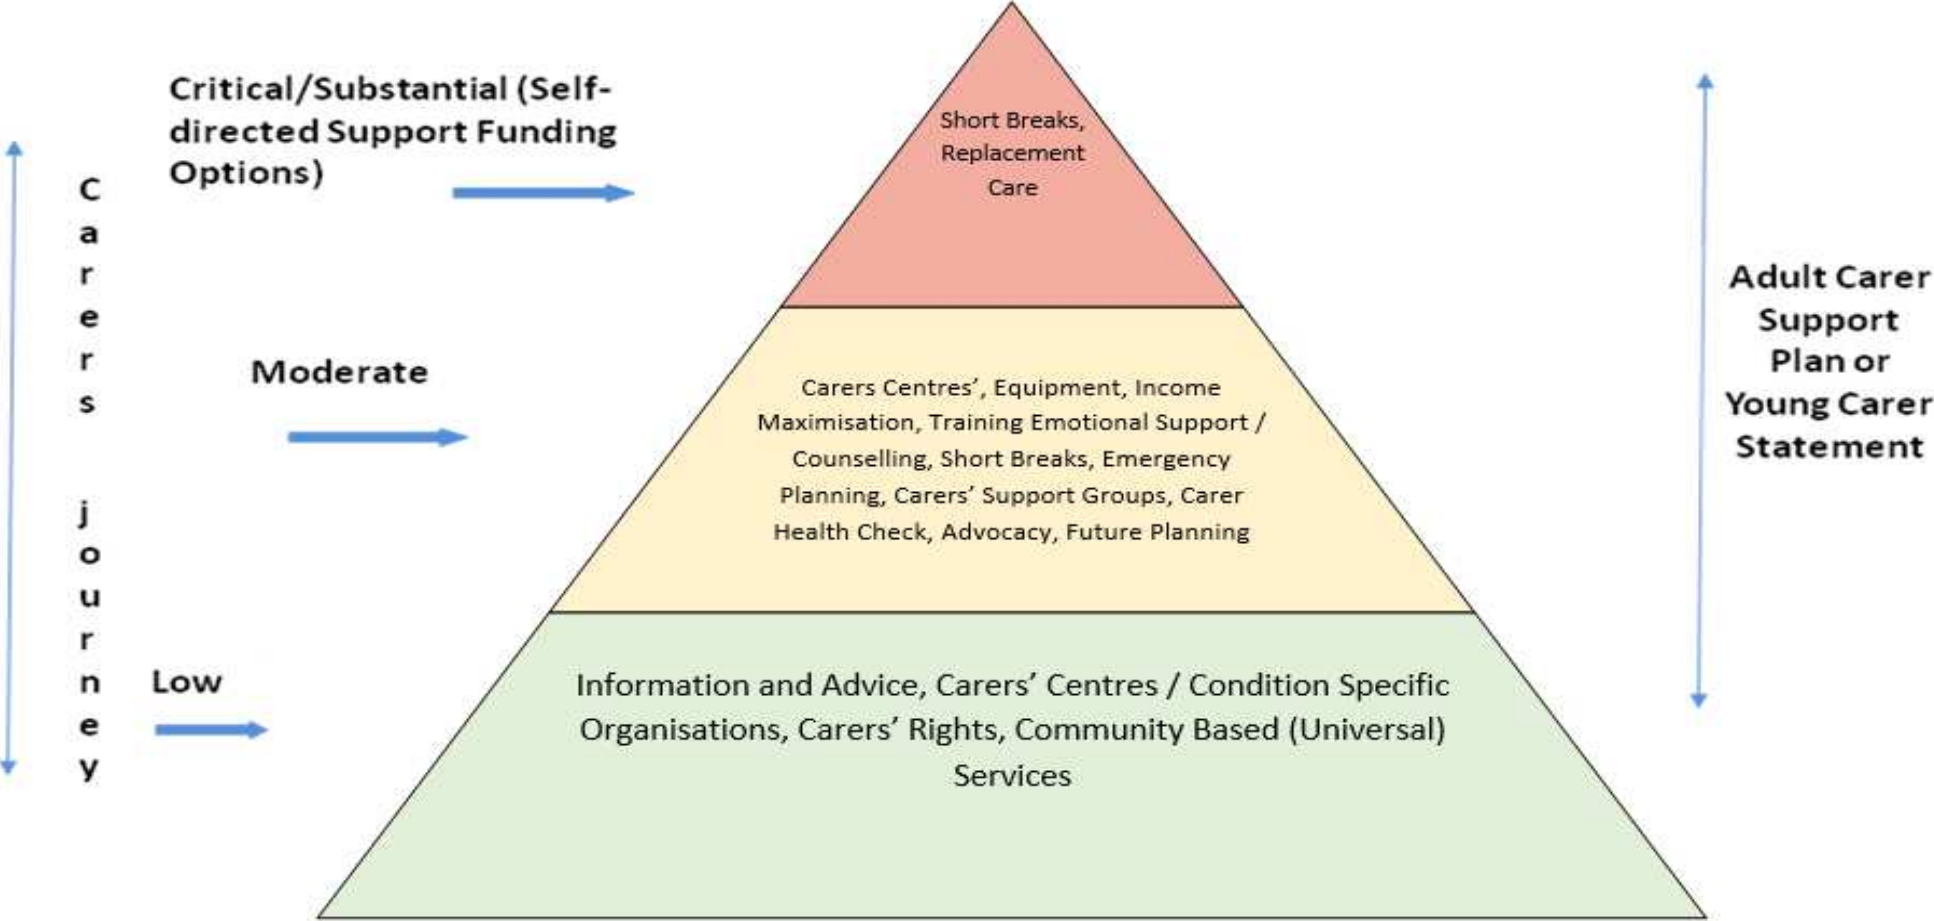 Critical/Substantial (Self-
directed Support Funding
Options)
Carers journey
Moderate
Low
Short Breaks,
Replacement
Care
Carers Centres’, Equipment, Income
Maximisation, Training Emotional Support /
Counselling, Short Breaks, Emergency
Planning, Carers’ Support Groups, Carer
Health Check, Advocacy, Future Planning
Information and Advice, Carers’ Centres / Condition Specific
Organisations, Carers’ Rights, Community Based (Universal)
Services
Adult Carer
Support
Plan or
Young Carer
Statement